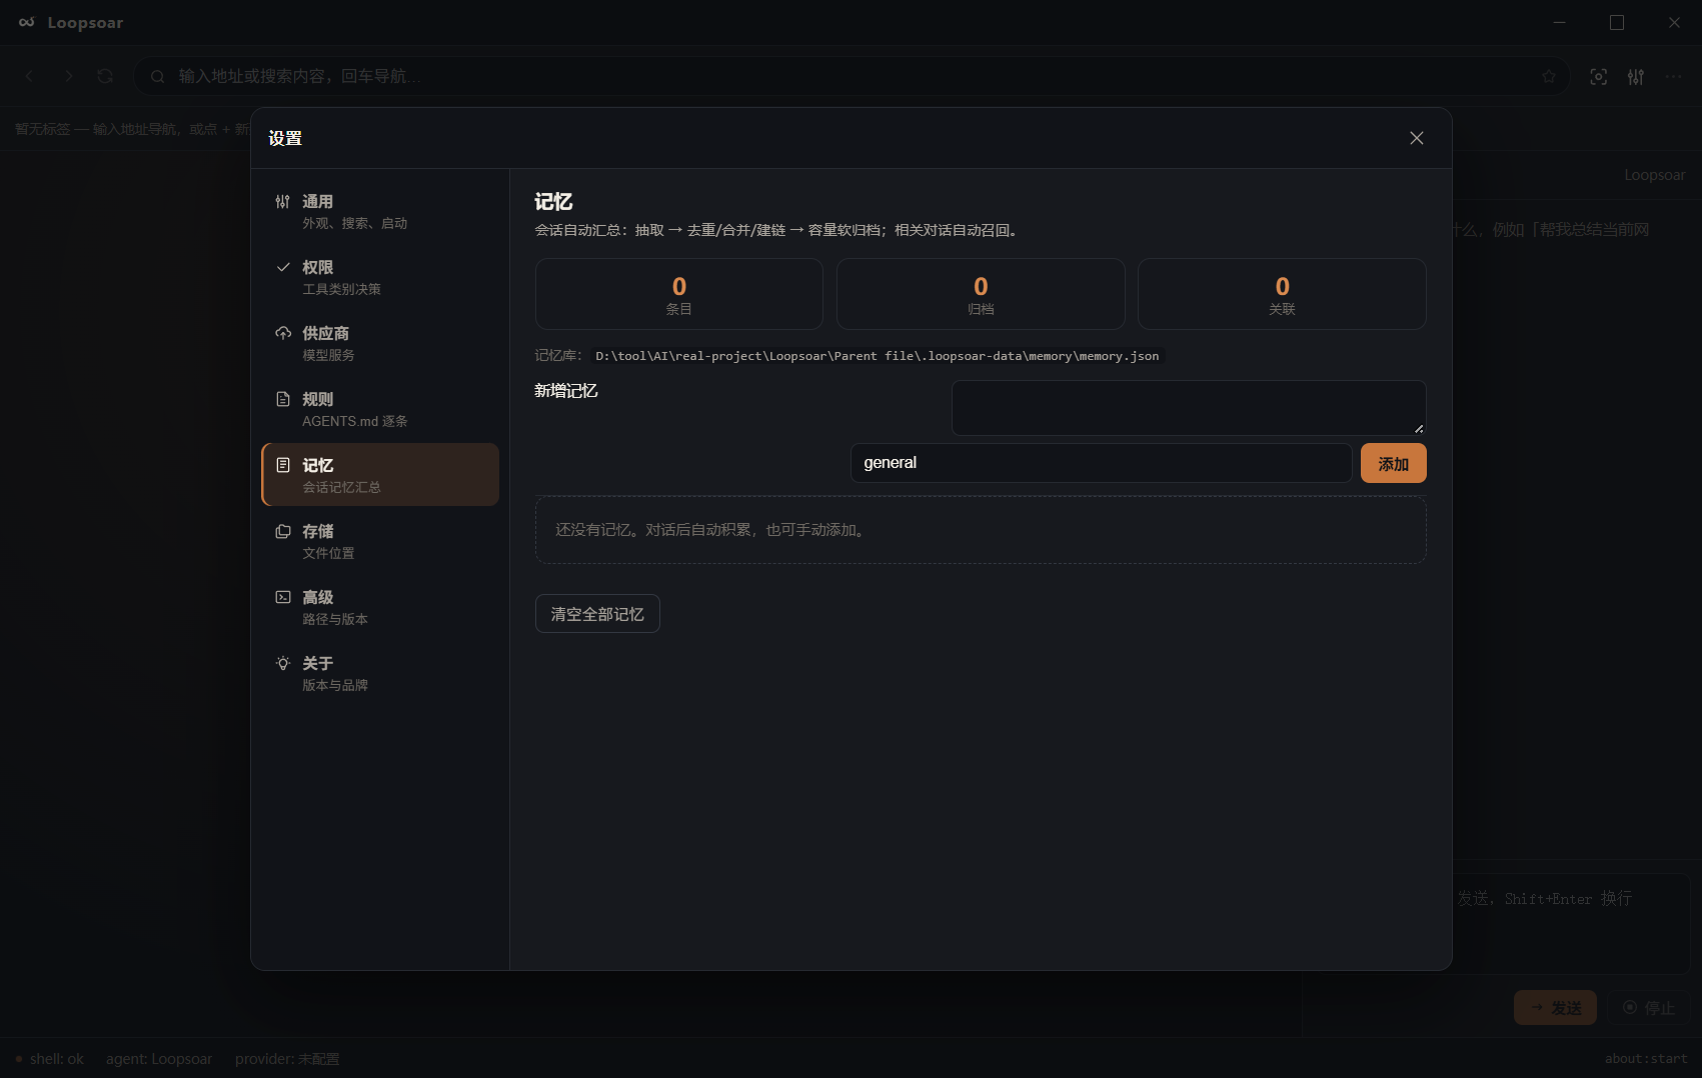 Loopsoar
输入地址或搜索内容，回车导航...
暂无标签 — 输入地址导航，或点 + 新
设置
Loopsoar
通用
外观、搜索、启动
权限
工具类别决策
供应商
模型服务
规则
AGENTS.md 逐条
记忆
会话记忆汇总
存储
文件位置
高级
路径与版本
关于
版本与品牌
记忆
会话自动汇总：抽取 → 去重/合并/建链 → 容量软归档；相关对话自动召回。
0
条目
0
归档
0
关联
记忆库： D:\tool\AI\real-project\Loopsoar\Parent file\.loopsoar-data\memory\memory.json
新增记忆
general
添加
还没有记忆。对话后自动积累，也可手动添加。
清空全部记忆
什么，例如「帮我总结当前网
发送，Shift+Enter 换行
→ 发送
停止
shell: ok agent: Loopsoar provider: 未配置
about:start